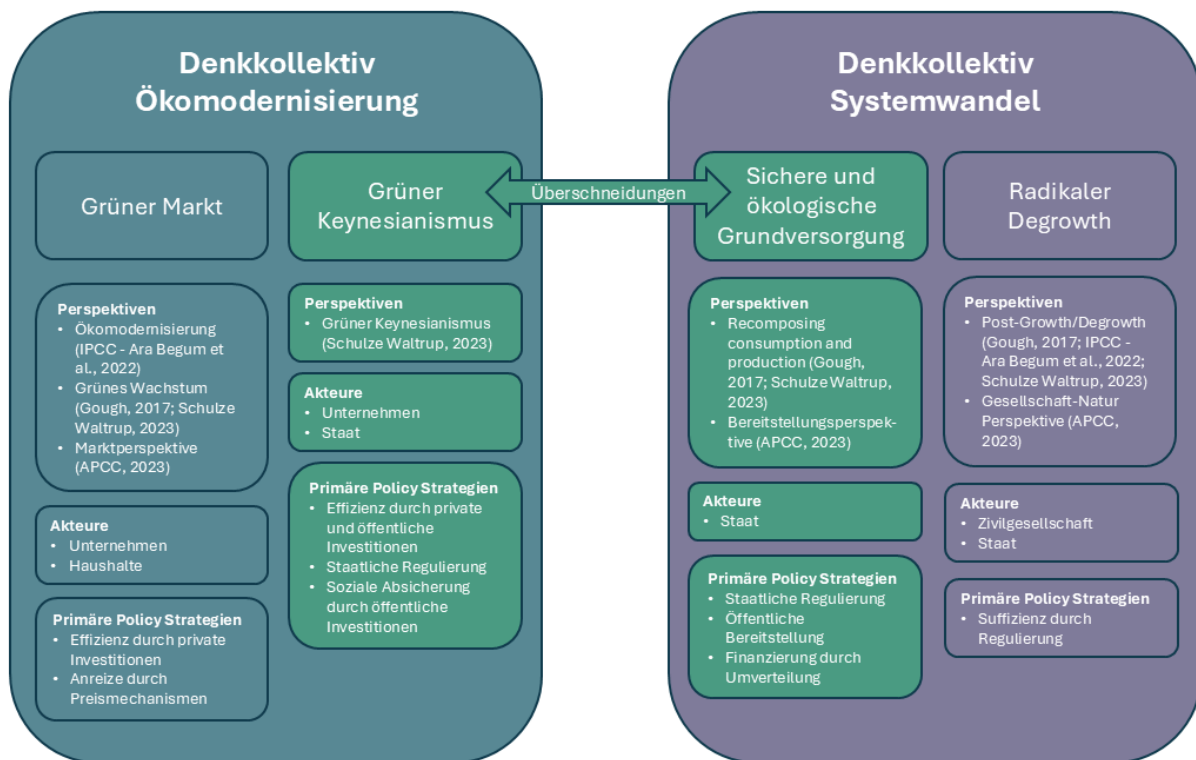 Denkkollektiv
Ökomodernisierung
Grüner Markt
Perspektiven
• Ökomodernisierung
(IPCC - Ara Begum et
al., 2022)
• Grünes Wachstum
(Gough, 2017; Schulze
Waltrup, 2023)
• Marktperspektive
(APCC, 2023)
Akteure
• Unternehmen
• Haushalte
Primäre Policy Strategien
• Effizienz durch private
Investitionen
• Anreize durch
Preismechanismen
Grüner
Keynesianismus
Perspektiven
• Grüner Keynesianismus
(Schulze Waltrup, 2023)
Akteure
• Unternehmen
• Staat
Primäre Policy Strategien
• Effizienz durch private
und öffentliche
Investitionen
• Staatliche Regulierung
• Soziale Absicherung
durch öffentliche
Investitionen
Überschneidungen
Denkkollektiv
Systemwandel
Sichere und
ökologische
Grundversorgung
Perspektiven
• Recomposing
consumption and
production (Gough,
2017; Schulze Waltrup,
2023)
• Bereitstellungsperspek-
tive (APCC, 2023)
Akteure
• Staat
Primäre Policy Strategien
• Staatliche Regulierung
• Öffentliche
Bereitstellung
• Finanzierung durch
Umverteilung
Radikaler
Degrowth
Perspektiven
• Post-Growth/Degrowth
(Gough, 2017; IPCC -
Ara Begum et al., 2022;
Schulze Waltrup, 2023)
• Gesellschaft-Natur
Perspektive (APCC,
2023)
Akteure
• Zivilgesellschaft
• Staat
Primäre Policy Strategien
• Suffizienz durch
Regulierung